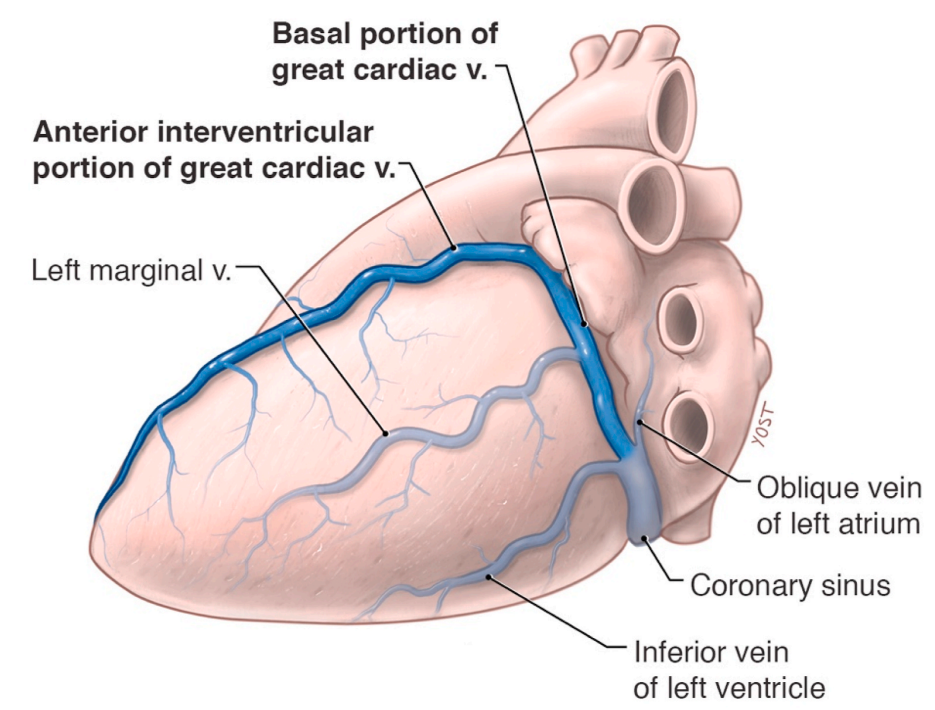 Basal portion of
great cardiac v.
Anterior interventricular
portion of great cardiac v.
Left marginal v.
YOST
Oblique vein
of left atrium
Coronary sinus
Inferior vein
of left ventricle